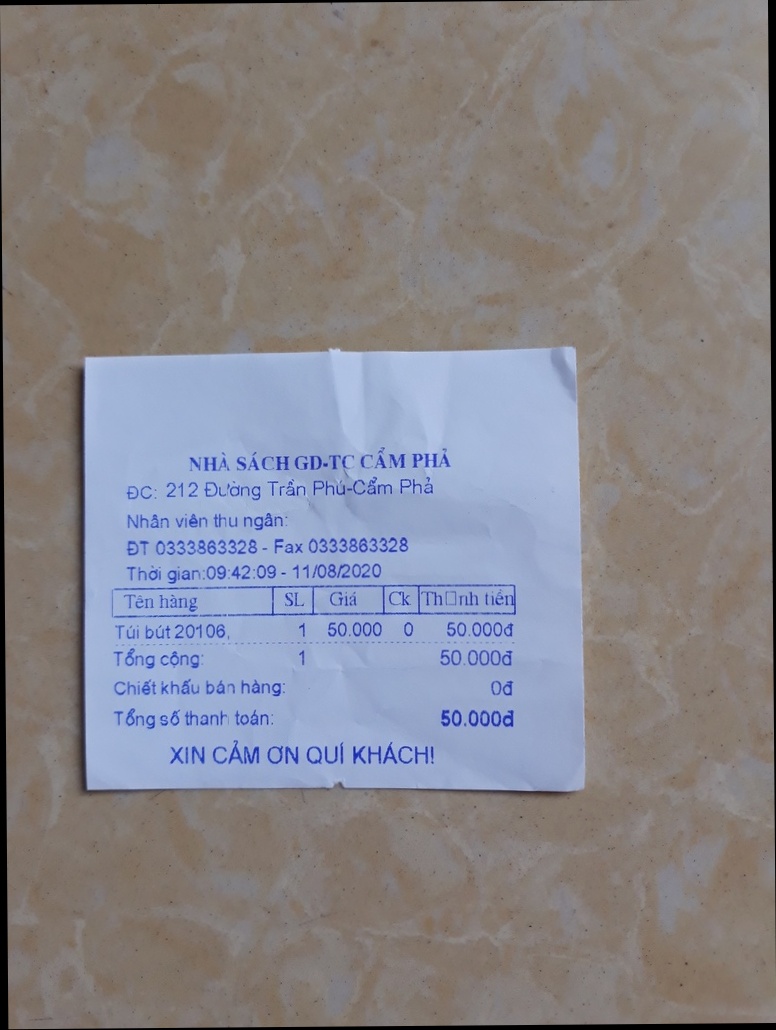 NHÀ SÁCH GD-TC CẨM PHẢ
ĐC: 212 Đường Trần Phú-Cẩm Phả
Nhân viên thu ngân:
ĐT 0333863328 - Fax 0333863328
Thời gian:09:42:09 - 11/08/2020
Tên hàng SL Giá Ck Th□nh tiền
Túi bút 20106, 1 50.000 0 50.000đ
Tổng cộng: 1 50.000đ
Chiết khấu bán hàng: 0đ
Tổng số thanh toán: 50.000đ
XIN CẢM ƠN QUÍ KHÁCH!